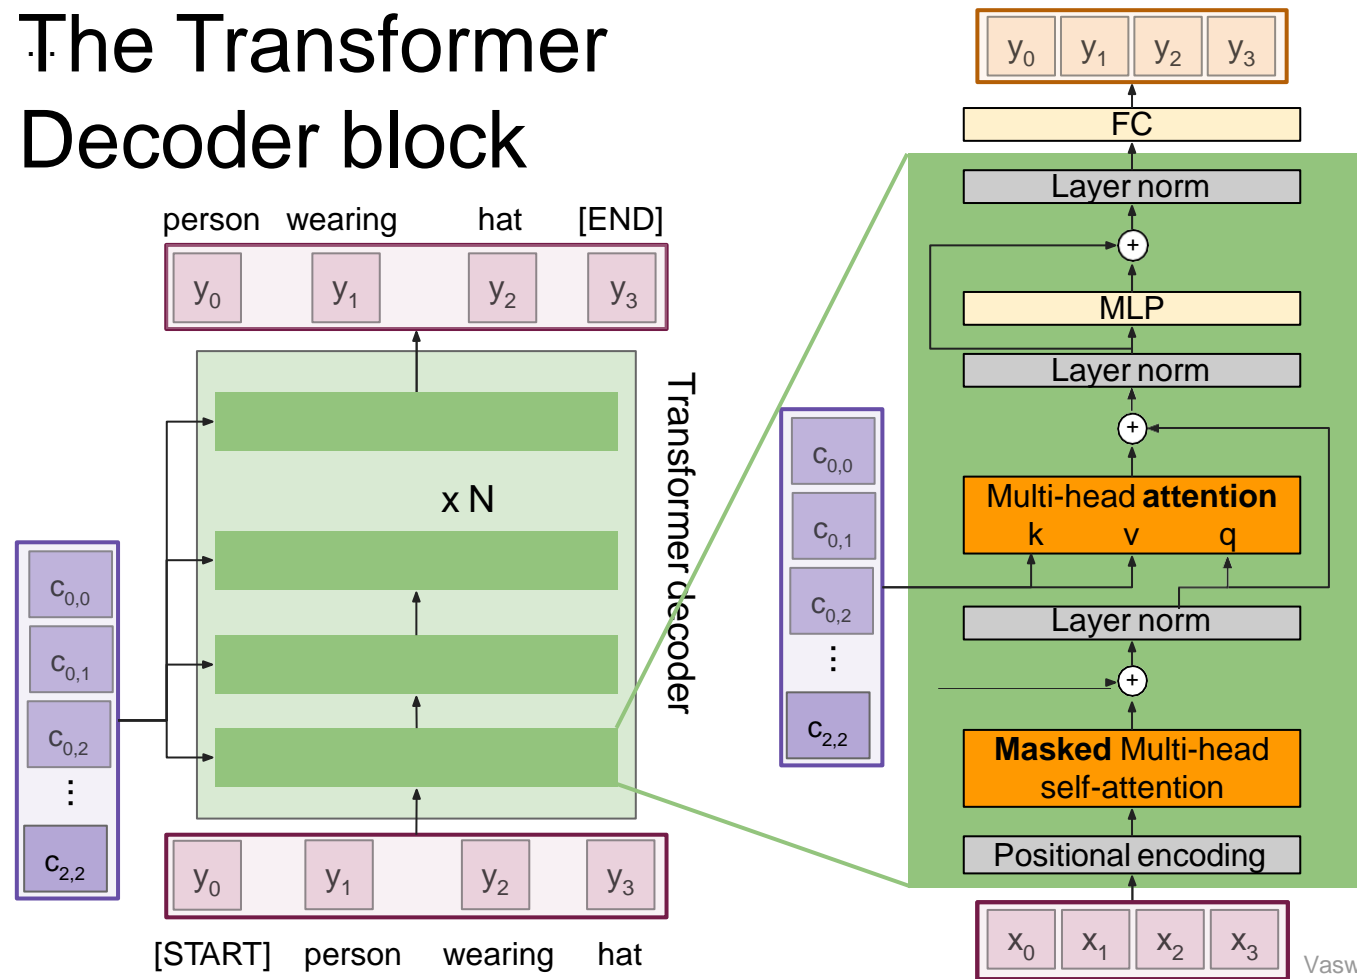 The Transformer
..
Decoder block
person wearing hat [END]
y0 y1 y2 y3
x N
Transformer decoder
c0,0
c0,1
c0,2
⋮
c2,2
y0 y1 y2 y3
[START] person wearing hat
y0 y1 y2 y3
FC
Layer norm
+
MLP
Layer norm
+
Multi-head attention
k v q
c0,0
c0,1
c0,2
⋮
c2,2
Layer norm
+
Masked Multi-head
self-attention
Positional encoding
x0 x1 x2 x3
Vasw